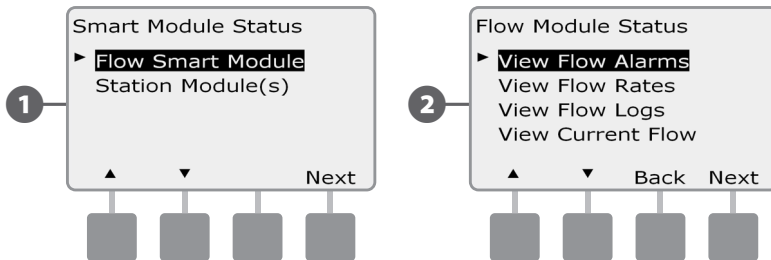 1
Smart Module Status
► Flow Smart Module
Station Module(s)
▲ ▼ Next
2
Flow Module Status
► View Flow Alarms
View Flow Rates
View Flow Logs
View Current Flow
▲ ▼ Back Next